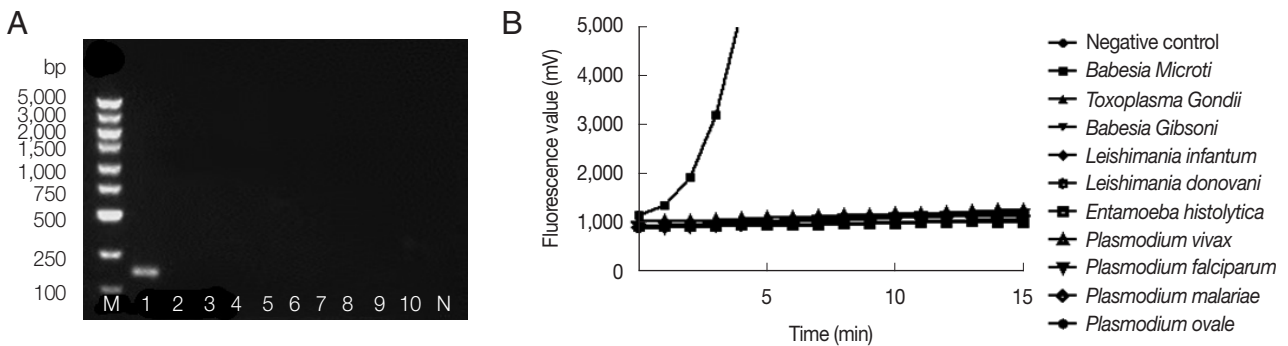 A
bp
5,000
3,000
2,000
1,500
1,000
750
500
250
100
M 1 2 3 4 5 6 7 8 9 10 N
B
Fluorescence value (mV)
5,000
4,000
3,000
2,000
1,000
0
5 10 15
Time (min)
Negative control
Babesia Microti
Toxoplasma Gondii
Babesia Gibsoni
Leishimania infantum
Leishimania donovani
Entamoeba histolytica
Plasmodium vivax
Plasmodium falciparum
Plasmodium malariae
Plasmodium ovale